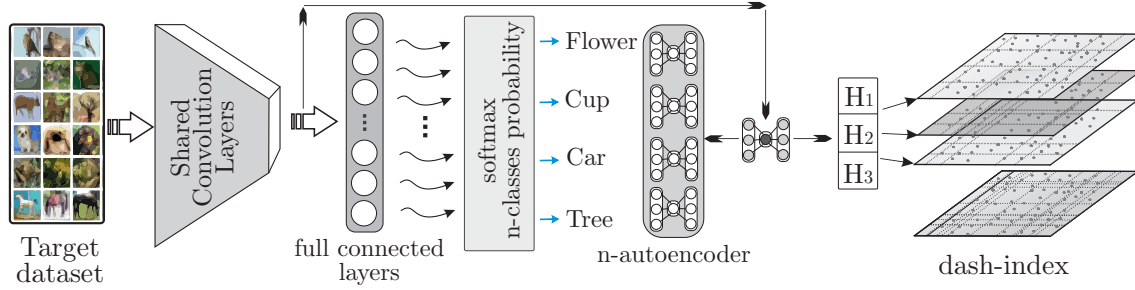 Target
dataset
Shared
Convolution
Layers
full connected
layers
softmax
n-classes probability
Flower
Cup
Car
Tree
n-autoencoder
H1
H2
H3
dash-index